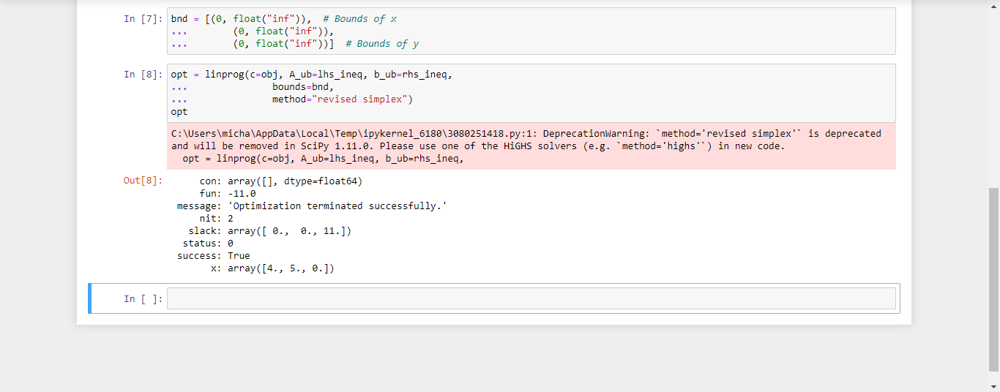 In [7]: bnd = [(0, float("inf")),  # Bounds of x
...        (0, float("inf")),
...        (0, float("inf"))]  # Bounds of y
In [8]: opt = linprog(c=obj, A_ub=lhs_ineq, b_ub=rhs_ineq,
...               bounds=bnd,
...               method="revised simplex")
opt
C:\Users\micha\AppData\Local\Temp\ipykernel_6180\3080251418.py:1: DeprecationWarning: `method='revised simplex'` is deprecated
and will be removed in SciPy 1.11.0. Please use one of the HiGHS solvers (e.g. `method='highs'`) in new code.
  opt = linprog(c=obj, A_ub=lhs_ineq, b_ub=rhs_ineq,
Out[8]:      con: array([], dtype=float64)
     fun: -11.0
 message: 'Optimization terminated successfully.'
     nit: 2
   slack: array([ 0.,  0., 11.])
  status: 0
 success: True
       x: array([4., 5., 0.])
In [ ]: